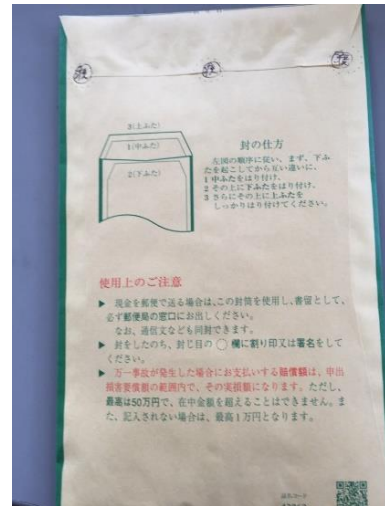 3(上ふた)
1(中ふた)
2(下ふた)
封の仕方
左図の順序に従い、まず、下ふ
たを起こしてから互い違いに、
1 中ふたをはり付け、
2 その上に下ふたをはり付け、
3 さらにその上に上ふたを
しっかりはり付けてください。
使用上のご注意
▶ 現金を郵便で送る場合は、この封筒を使用し、書留として、
必ず郵便局の窓口にお出しください。
なお、通信文なども同封できます。
▶ 封をしたのち、封じ目の ◯ 欄に割り印又は署名をして
ください。
▶ 万一事故が発生した場合にお支払いする賠償額は、申出
損害要償額の範囲内で、その実損額になります。ただし、
最高は50万円で、在中金額を超えることはできません。ま
た、記入されない場合は、最高1万円となります。